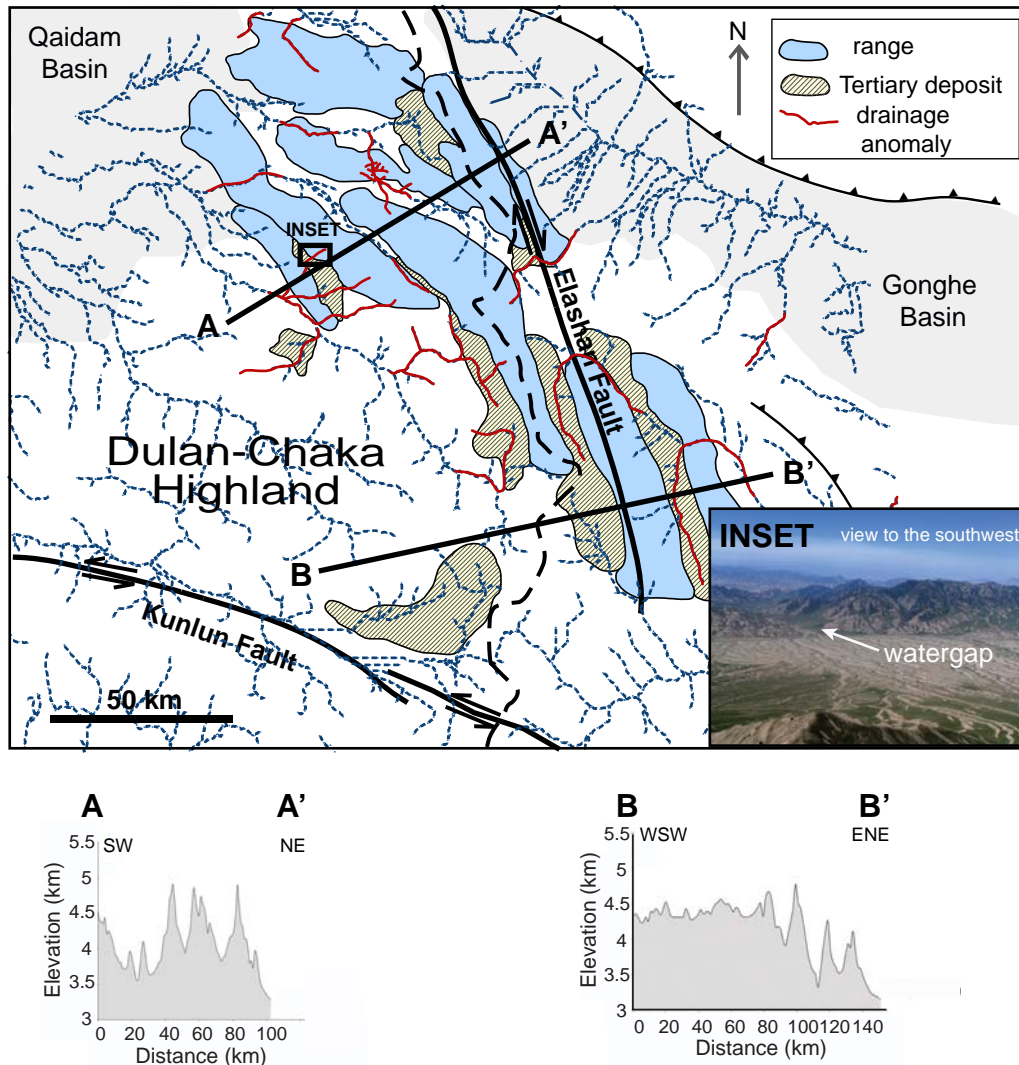 Qaidam
Basin
N
range
Tertiary deposit
drainage
anomaly
A'
INSET
A
Elashan Fault
Gonghe
Basin
Dulan-Chaka
Highland
B'
B
INSET
view to the southwest
watergap
Kunlun Fault
50 km
A
A’
SW
NE
5.5
5
4.5
4
3.5
3
Elevation (km)
0 20 40 60 80 100
Distance (km)
B
B’
WSW
ENE
5.5
5
4.5
4
3.5
3
Elevation (km)
0 20 40 60 80 100 120 140
Distance (km)